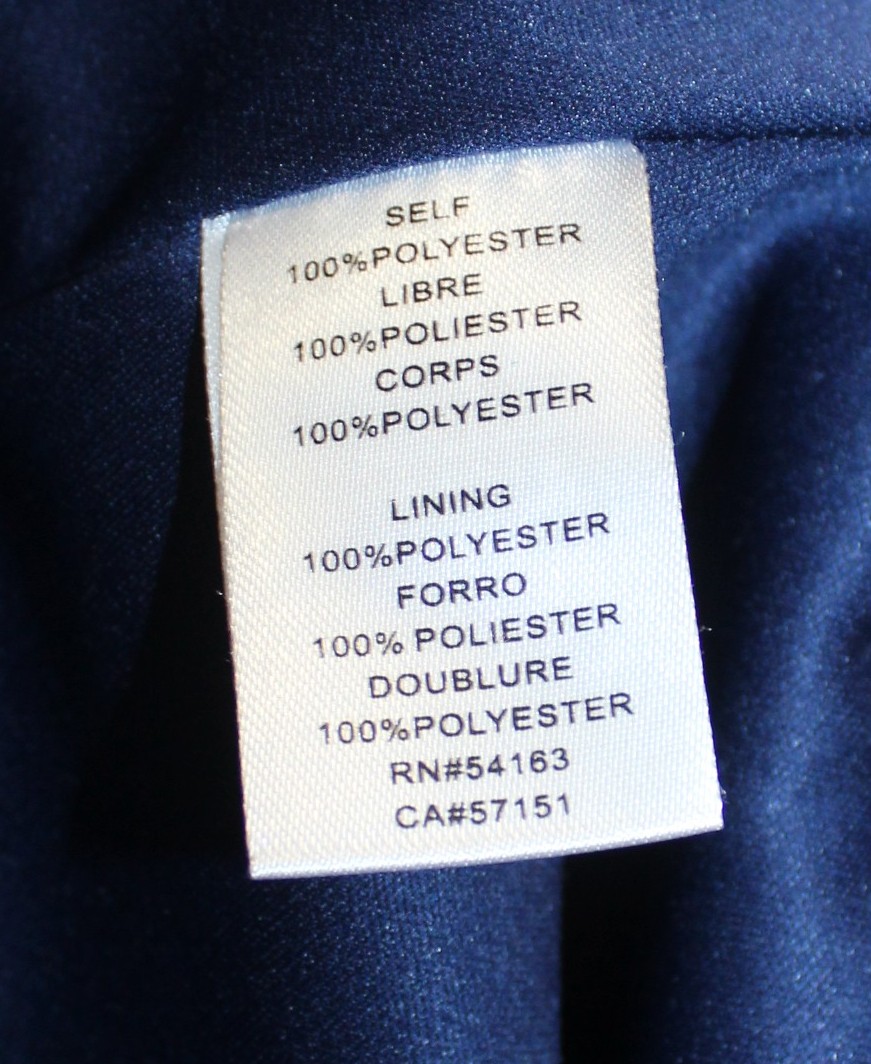 SELF
100%POLYESTER
LIBRE
100%POLIESTER
CORPS
100%POLYESTER
LINING
100%POLYESTER
FORRO
100% POLIESTER
DOUBLURE
100%POLYESTER
RN#54163
CA#57151